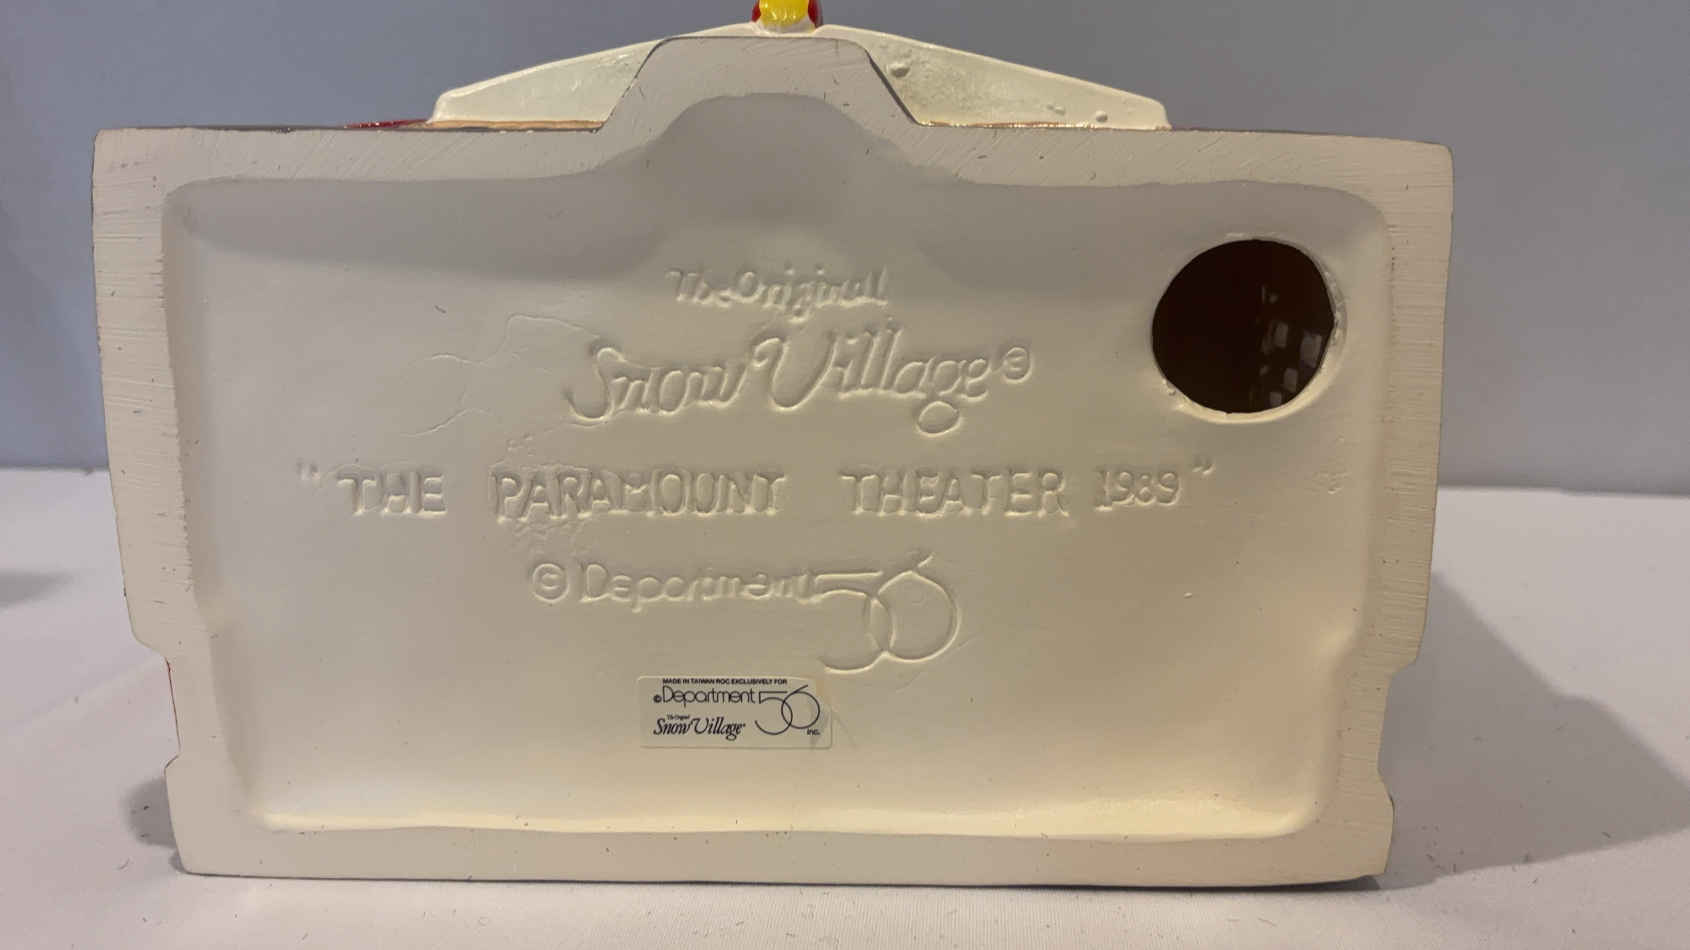 The Original
Snow Village ©
"THE PARAMOUNT THEATER 1989"
© Department 56
MADE IN TAIWAN ROC EXCLUSIVELY FOR
© Department 56 inc.
The Original
Snow Village